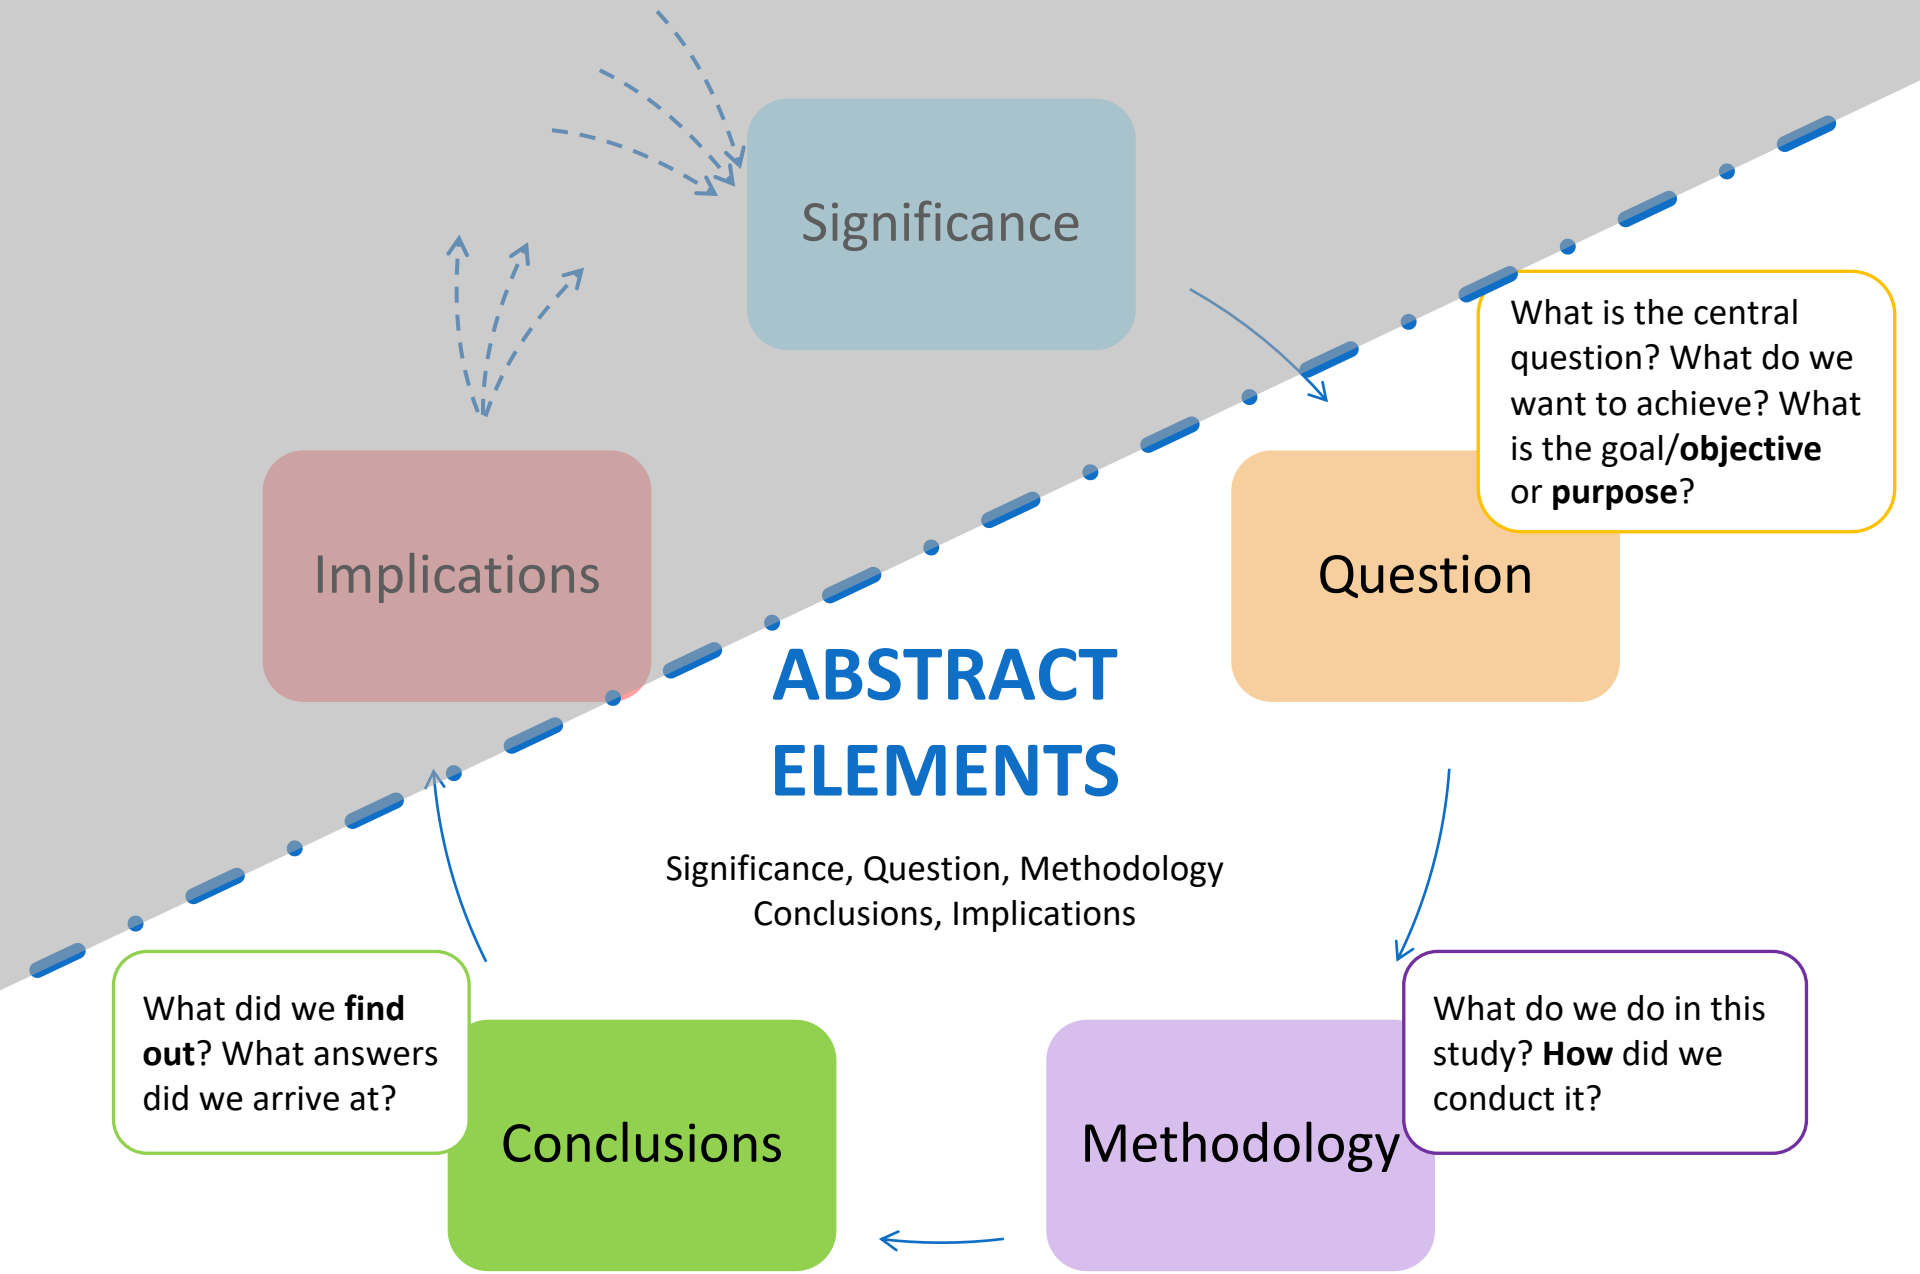 Significance
What is the central
question? What do we
want to achieve? What
is the goal/objective
or purpose?
Implications
Question
ABSTRACT
ELEMENTS
Significance, Question, Methodology
Conclusions, Implications
What did we find
out? What answers
did we arrive at?
Conclusions
What do we do in this
study? How did we
conduct it?
Methodology